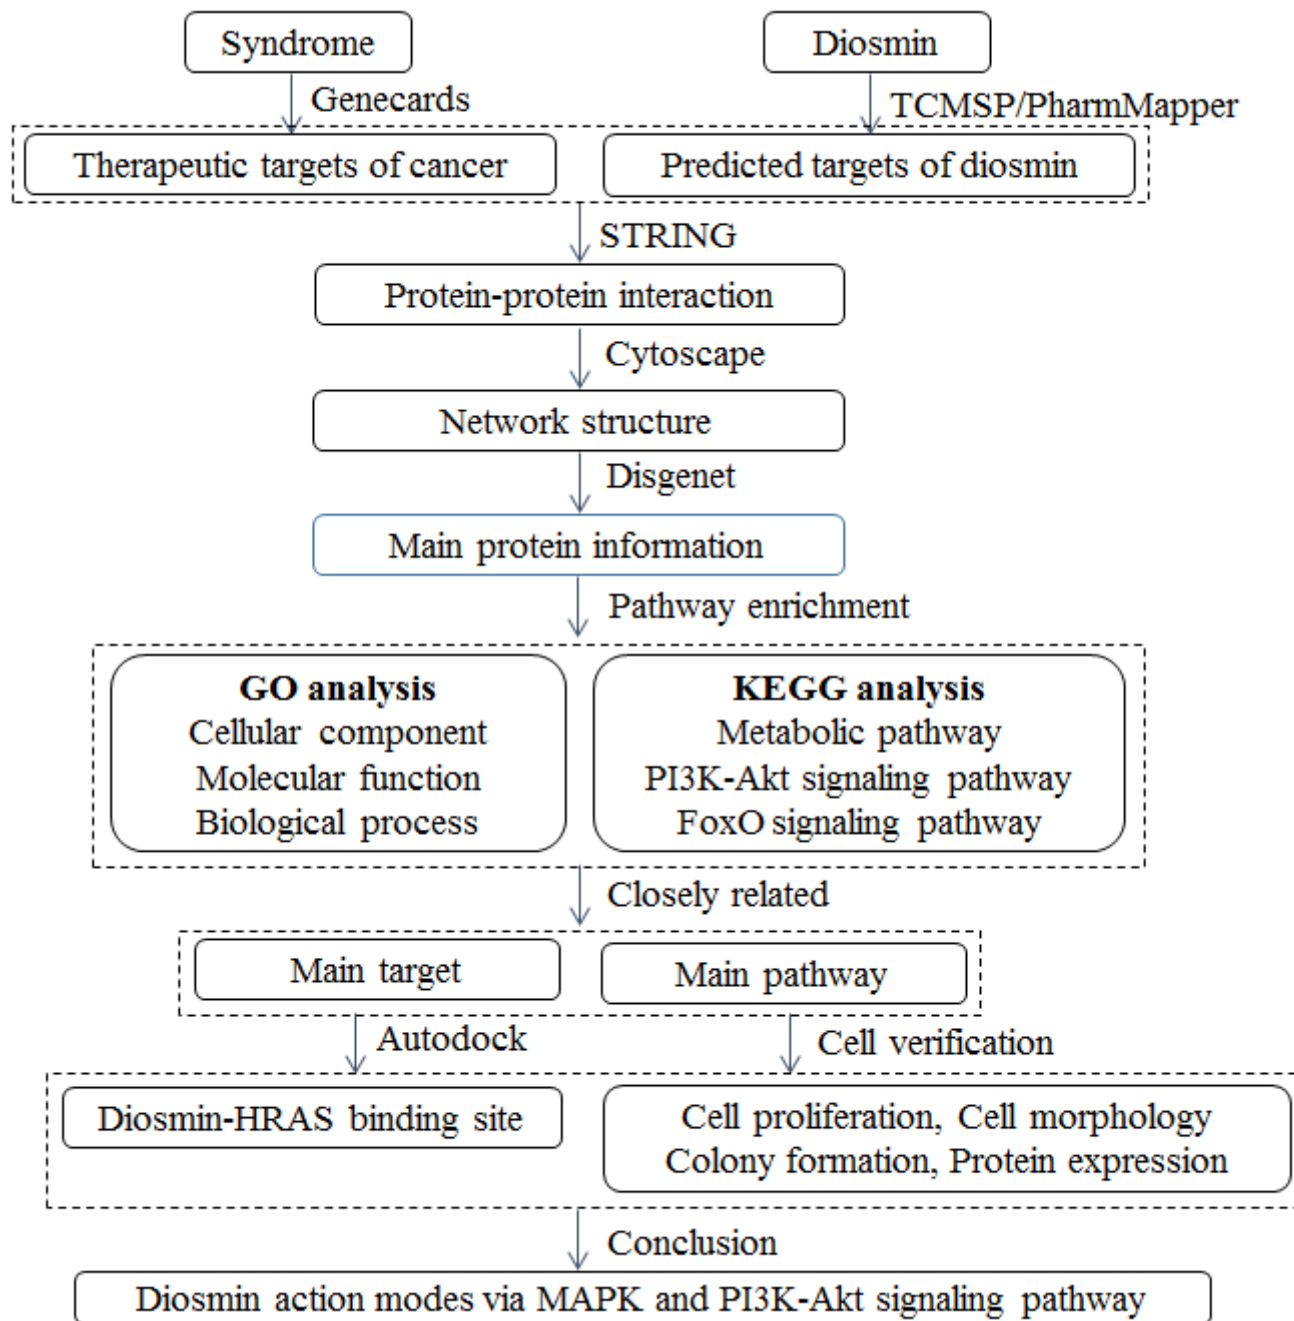 Syndrome
Diosmin
Genecards
TCMSP/PharmMapper
Therapeutic targets of cancer
Predicted targets of diosmin
STRING
Protein-protein interaction
Cytoscape
Network structure
Disgenet
Main protein information
Pathway enrichment
GO analysis
Cellular component
Molecular function
Biological process
KEGG analysis
Metabolic pathway
PI3K-Akt signaling pathway
FoxO signaling pathway
Closely related
Main target
Main pathway
Autodock
Cell verification
Diosmin-HRAS binding site
Cell proliferation, Cell morphology
Colony formation, Protein expression
Conclusion
Diosmin action modes via MAPK and PI3K-Akt signaling pathway